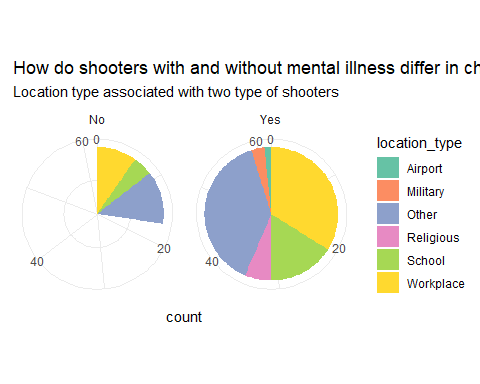 How do shooters with and without mental illness differ in ch
Location type associated with two type of shooters
No
Yes
60 0
20
40
60 0
20
40
count
location_type
Airport
Military
Other
Religious
School
Workplace